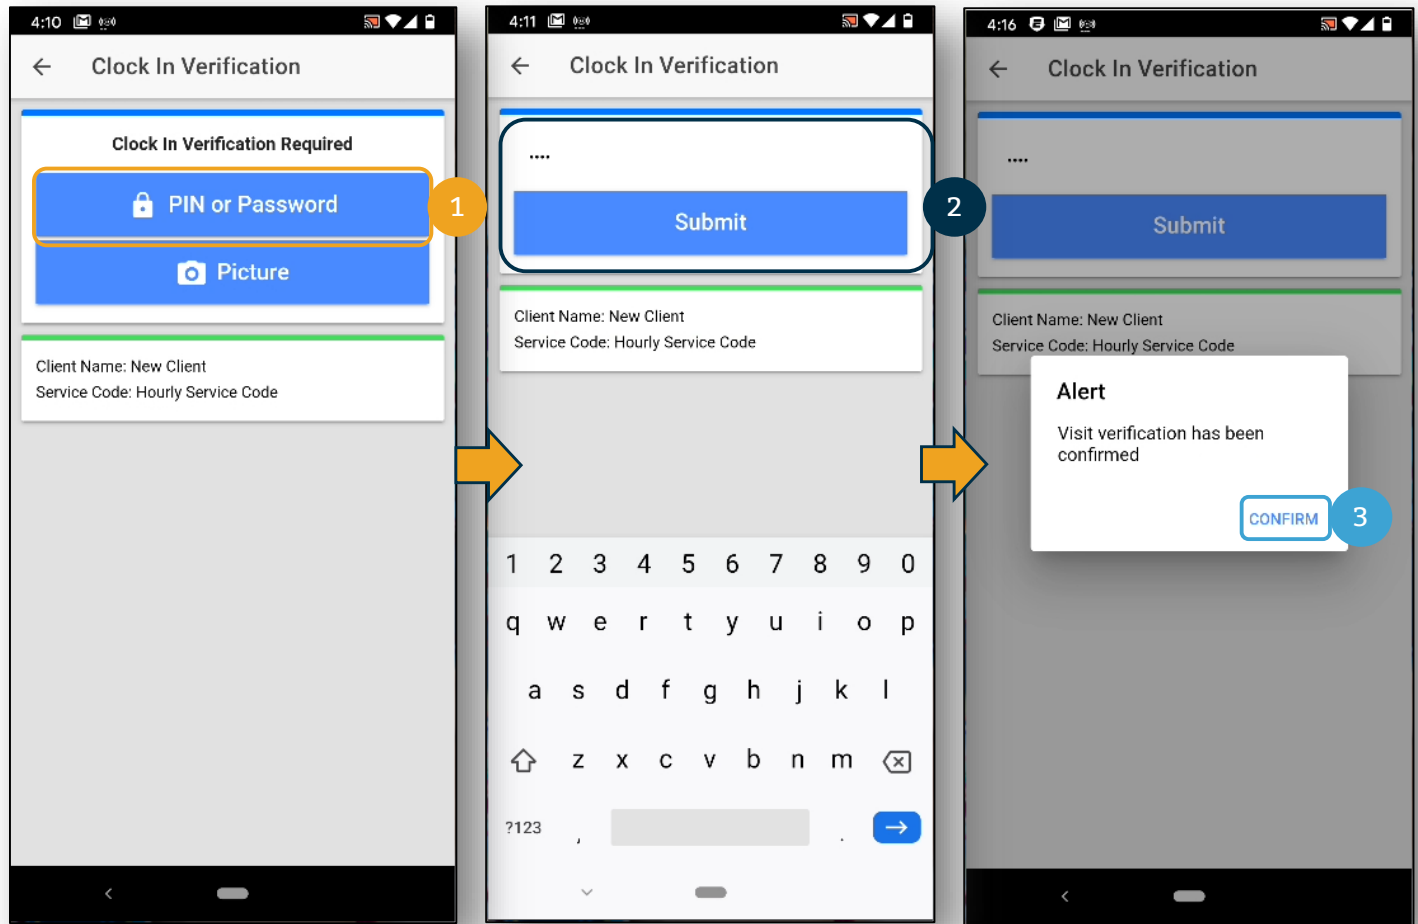 4:10
Clock In Verification
Clock In Verification Required
PIN or Password
1
Picture
Client Name: New Client
Service Code: Hourly Service Code
4:11
Clock In Verification
....
Submit
2
Client Name: New Client
Service Code: Hourly Service Code
1 2 3 4 5 6 7 8 9 0
q w e r t y u i o p
a s d f g h j k l
z x c v b n m
?123 , .
4:16
Clock In Verification
....
Submit
Client Name: New Client
Service Code: Hourly Service Code
Alert
Visit verification has been
confirmed
CONFIRM
3